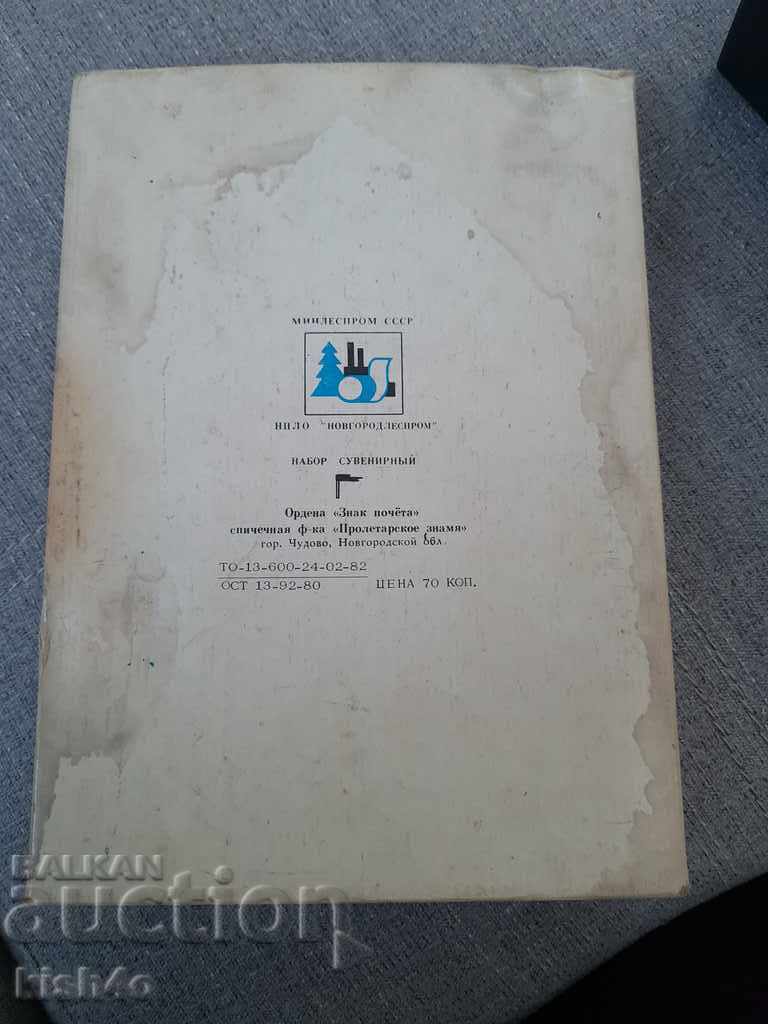 МИНЛЕСПРОМ СССР
НПЛО "НОВГОРОДЛЕСПРОМ"
НАБОР СУВЕНИРНЫЙ
Ордена «Знак почёта»
спичечная ф-ка «Пролетарское знамя»
гор. Чудово, Новгородской обл.
ТО-13-600-24-02-82
ОСТ 13-92-80 ЦЕНА 70 КОП.
BALKAN
auction
kish4o